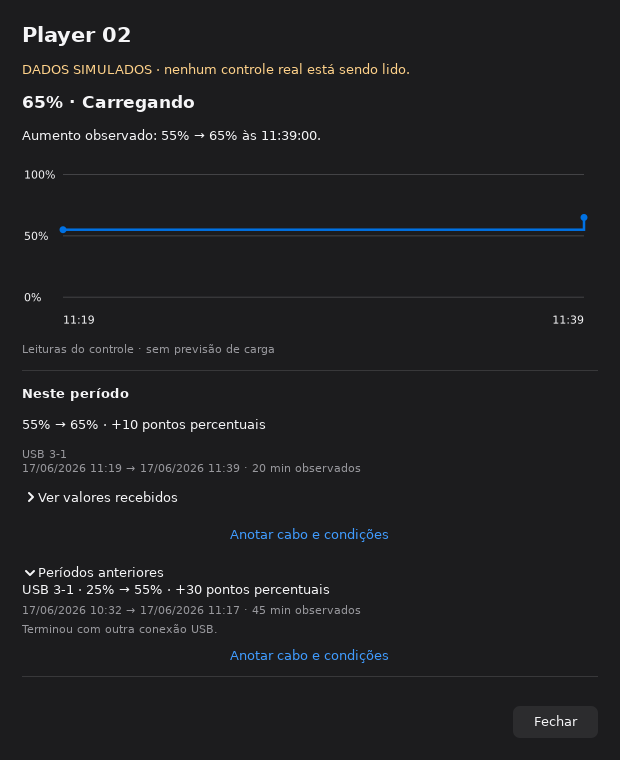 Player 02
DADOS SIMULADOS · nenhum controle real está sendo lido.
65% · Carregando
Aumento observado: 55% → 65% às 11:39:00.
100%
50%
0%
11:19
11:39
Leituras do controle · sem previsão de carga
Neste período
55% → 65% · +10 pontos percentuais
USB 3-1
17/06/2026 11:19 → 17/06/2026 11:39 · 20 min observados
Ver valores recebidos
Anotar cabo e condições
Períodos anteriores
USB 3-1 · 25% → 55% · +30 pontos percentuais
17/06/2026 10:32 → 17/06/2026 11:17 · 45 min observados
Terminou com outra conexão USB.
Anotar cabo e condições
Fechar